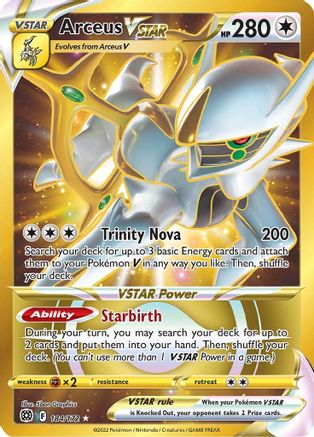 VSTAR
Arceus VSTAR
HP 280
Evolves from Arceus V
Trinity Nova 200
Search your deck for up to 3 basic Energy cards and attach
them to your Pokémon V in any way you like. Then, shuffle
your deck.
VSTAR Power
Ability Starbirth
During your turn, you may search your deck for up to
2 cards and put them into your hand. Then, shuffle your
deck. (You can't use more than 1 VSTAR Power in a game.)
weakness ×2 resistance retreat
Illus. 5ban Graphics
VSTAR rule When your Pokémon VSTAR
is Knocked Out, your opponent takes 2 Prize cards.
F 184/172 ★
©2022 Pokémon / Nintendo / Creatures / GAME FREAK